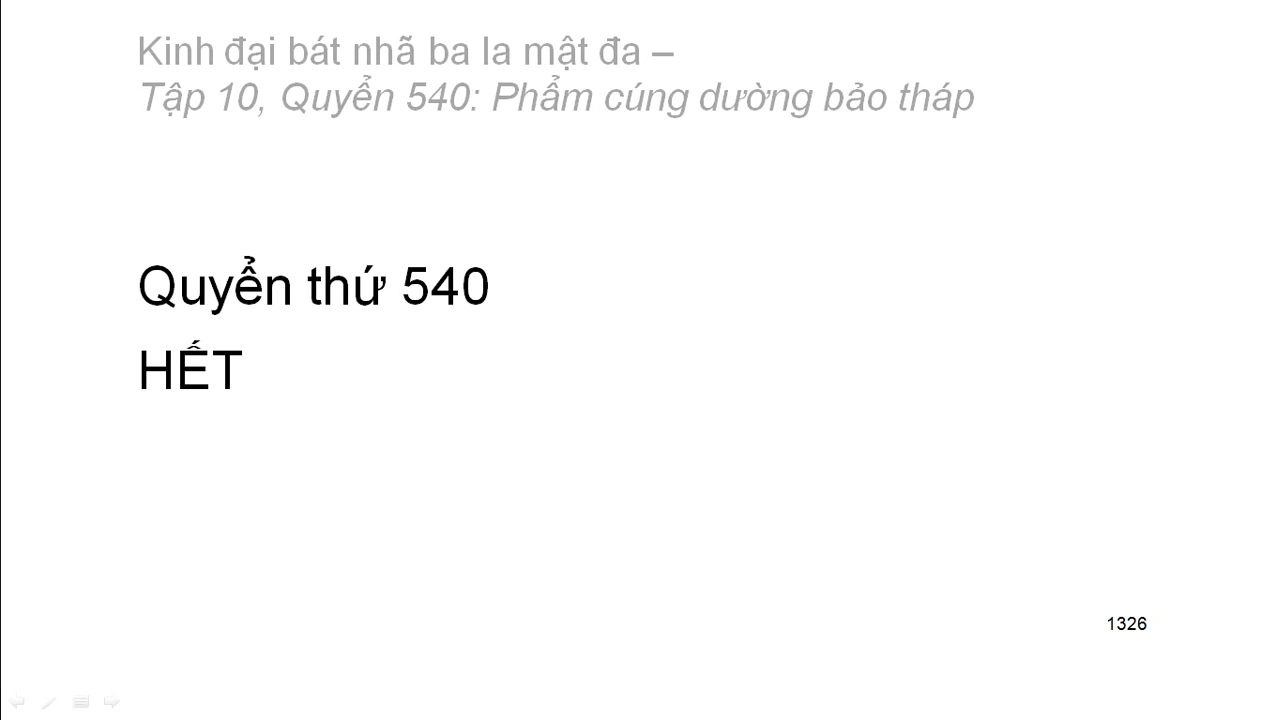 Kinh đại bát nhã ba la mật đa –
Tập 10, Quyển 540: Phẩm cúng dường bảo tháp
Quyển thứ 540
HẾT
1326